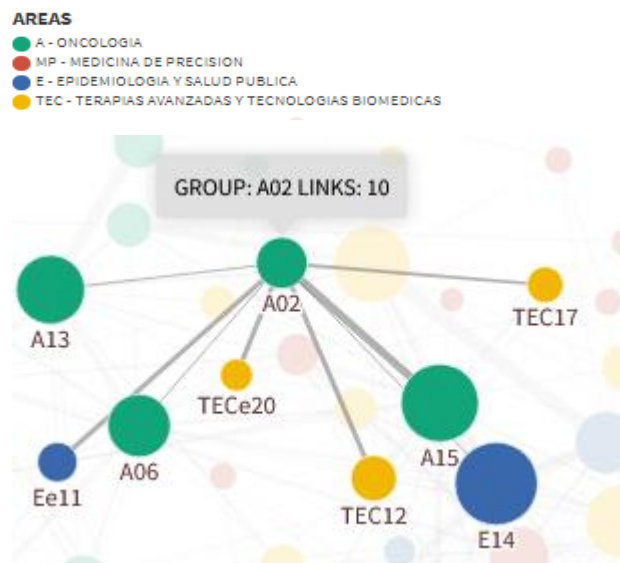 AREAS
A - ONCOLOGIA
MP - MEDICINA DE PRECISION
E - EPIDEMIOLOGIA Y SALUD PUBLICA
TEC - TERAPIAS AVANZADAS Y TECNOLOGIAS BIOMEDICAS
GROUP: A02 LINKS: 10
A02
TEC17
A13
TECe20
A15
A06
Ee11
TEC12
E14